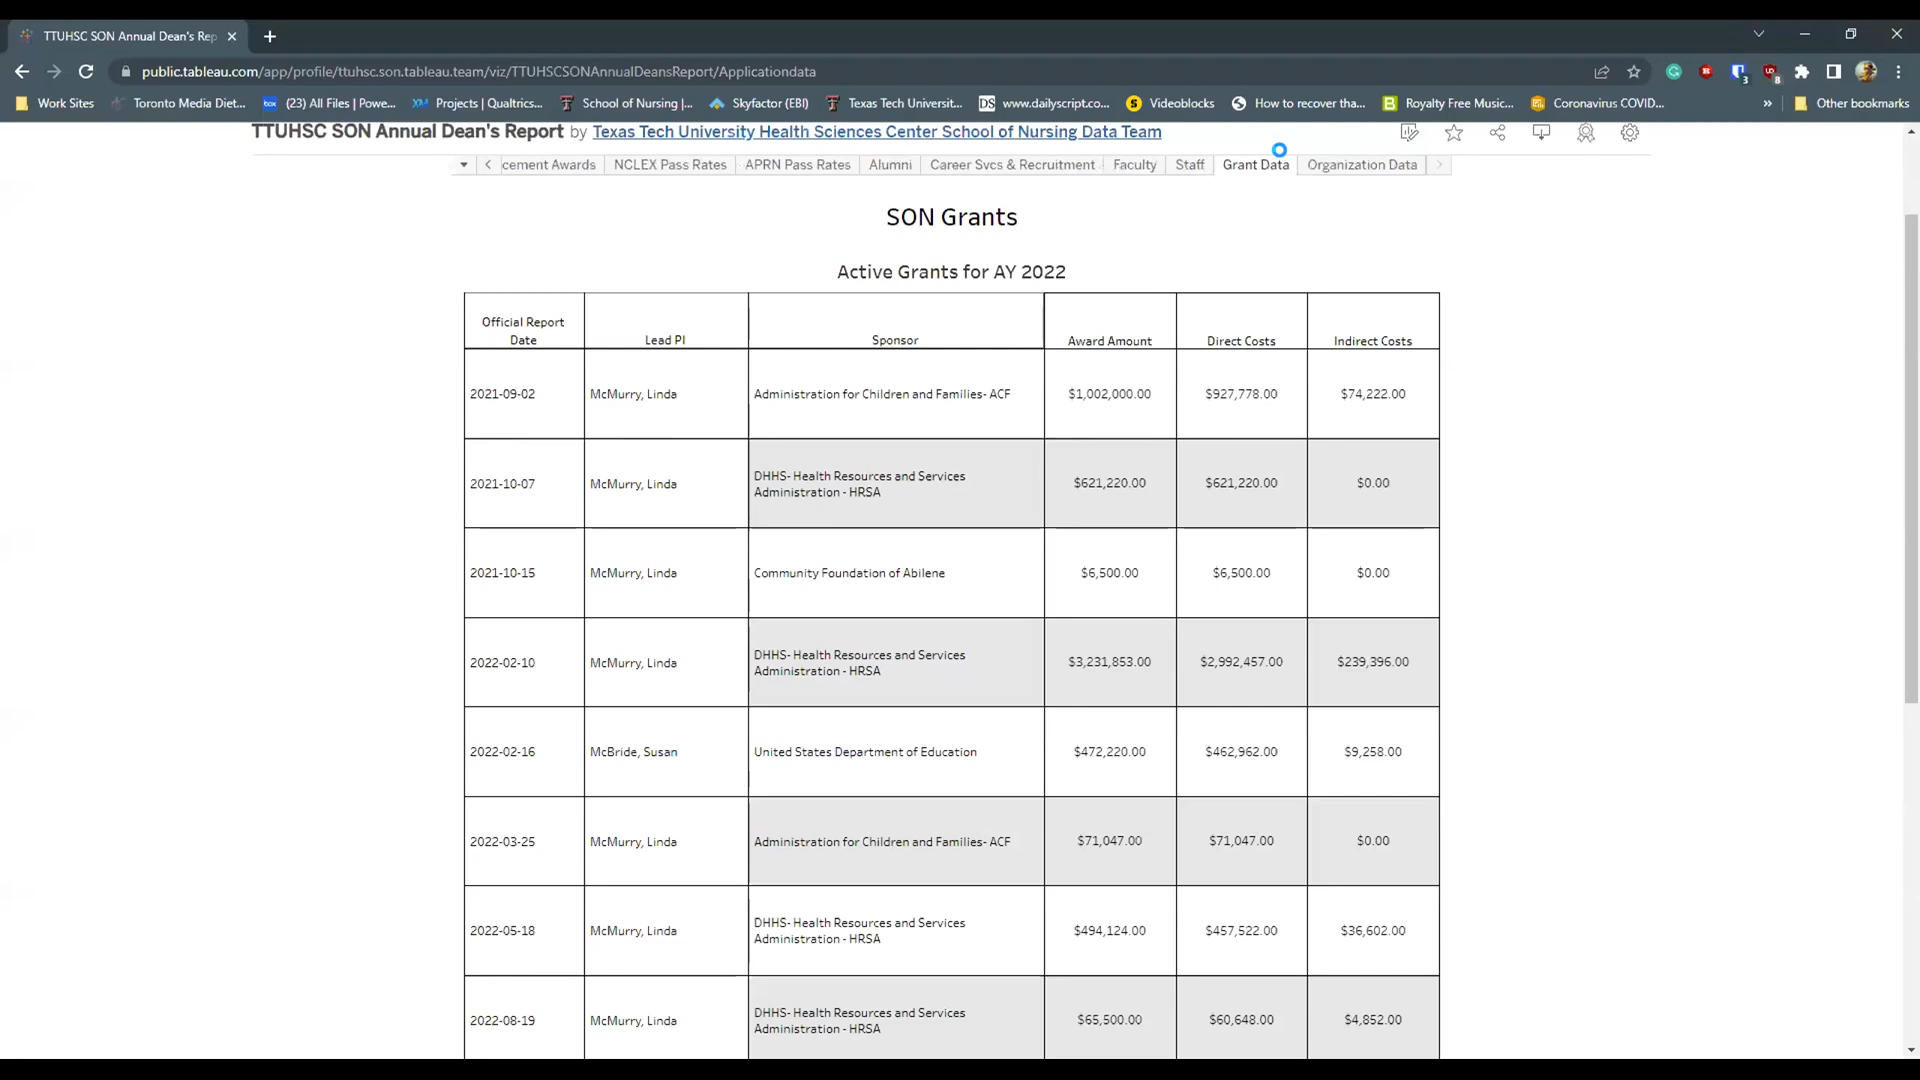 TTUHSC SON Annual Dean's Rep
public.tableau.com/app/profile/ttuhsc.son.tableau.team/viz/TTUHSCSONAnnualDeansReport/Applicationdata
Work Sites Toronto Media Diet... box (23) All Files | Powe... XM Projects | Qualtrics... School of Nursing |... Skyfactor (EBI) Texas Tech Universit... DS www.dailyscript.co... S Videoblocks How to recover tha... B Royalty Free Music... Coronavirus COVID... » Other bookmarks
TTUHSC SON Annual Dean's Report by Texas Tech University Health Sciences Center School of Nursing Data Team
cement Awards NCLEX Pass Rates APRN Pass Rates Alumni Career Svcs & Recruitment Faculty Staff Grant Data Organization Data
SON Grants
Active Grants for AY 2022
Official Report
Date Lead PI Sponsor Award Amount Direct Costs Indirect Costs
2021-09-02 McMurry, Linda Administration for Children and Families- ACF $1,002,000.00 $927,778.00 $74,222.00
DHHS- Health Resources and Services
2021-10-07 McMurry, Linda Administration - HRSA $621,220.00 $621,220.00 $0.00
2021-10-15 McMurry, Linda Community Foundation of Abilene $6,500.00 $6,500.00 $0.00
DHHS- Health Resources and Services
2022-02-10 McMurry, Linda Administration - HRSA $3,231,853.00 $2,992,457.00 $239,396.00
2022-02-16 McBride, Susan United States Department of Education $472,220.00 $462,962.00 $9,258.00
2022-03-25 McMurry, Linda Administration for Children and Families- ACF $71,047.00 $71,047.00 $0.00
DHHS- Health Resources and Services
2022-05-18 McMurry, Linda Administration - HRSA $494,124.00 $457,522.00 $36,602.00
DHHS- Health Resources and Services
2022-08-19 McMurry, Linda Administration - HRSA $65,500.00 $60,648.00 $4,852.00